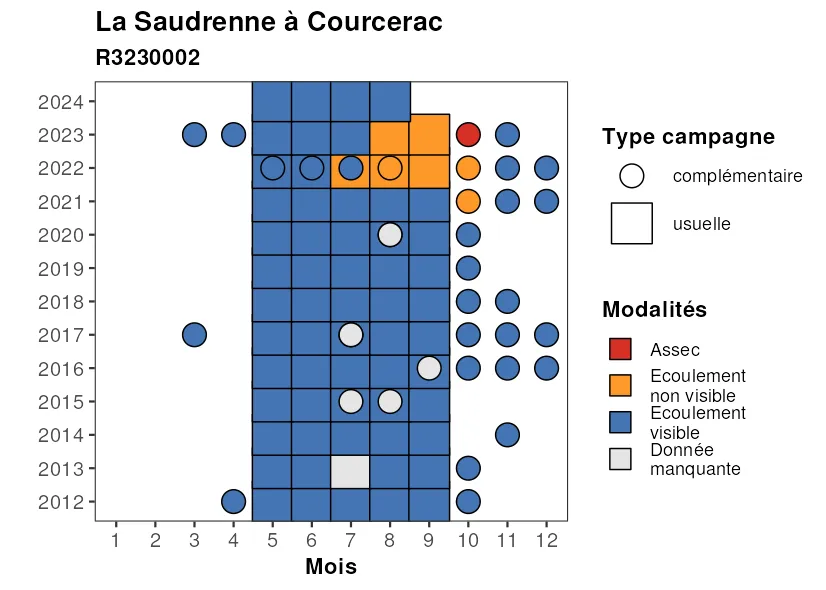 La Saudrenne à Courcerac
R3230002
2024
2023
2022
2021
2020
2019
2018
2017
2016
2015
2014
2013
2012
1 2 3 4 5 6 7 8 9 10 11 12
Mois
Type campagne
complémentaire
usuelle
Modalités
Assec
Ecoulement
non visible
Ecoulement
visible
Donnée
manquante